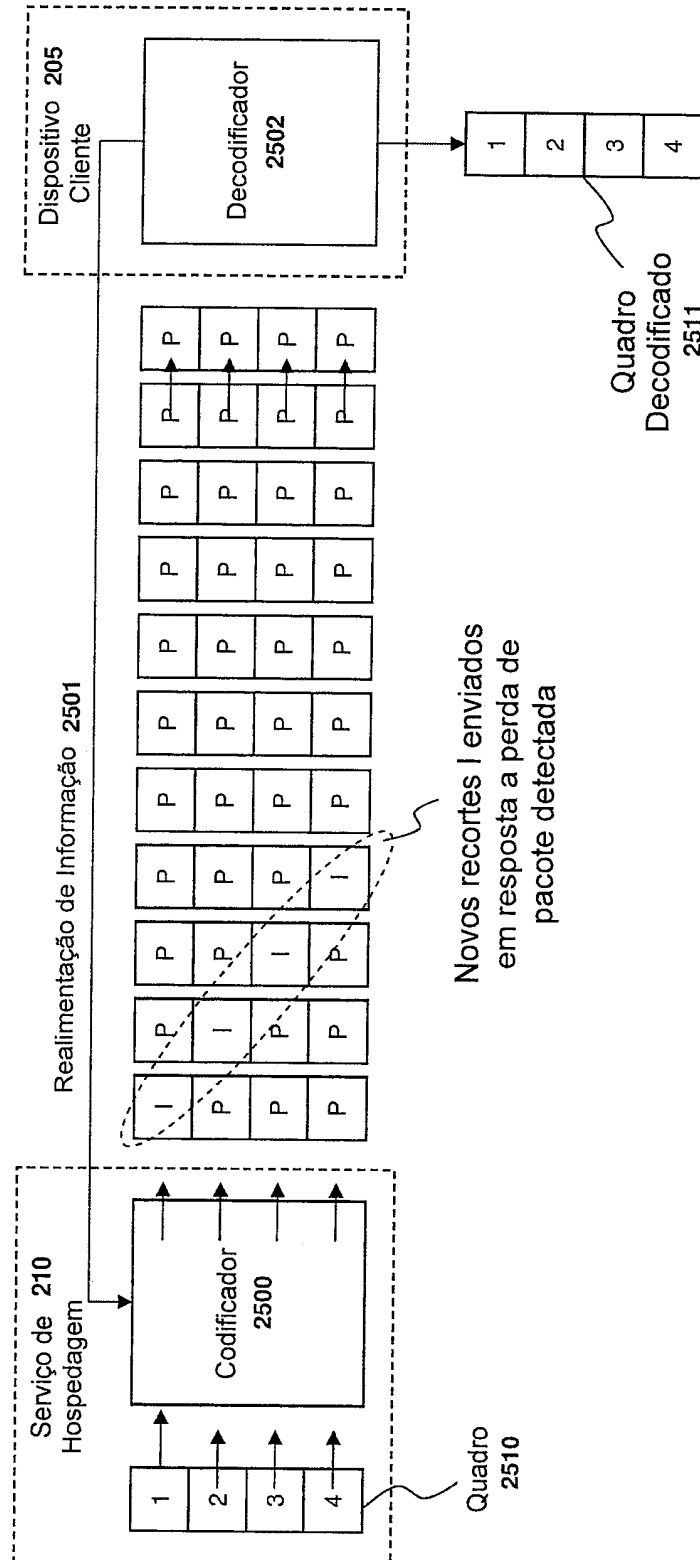 Serviço de 210
Hospedagem
Realimentação de Informação 2501
Dispositivo 205
Cliente
1
2
3
4
Codificador
2500
I P P P P P P P P P P
P I P P P P P P P P P
P P I P P P P P P P P
P P P I P P P P P P P
Decodificador
2502
Quadro
2510
Novos recortes I enviados
em resposta a perda de
pacote detectada
1
2
3
4
Quadro
Decodificado
2511